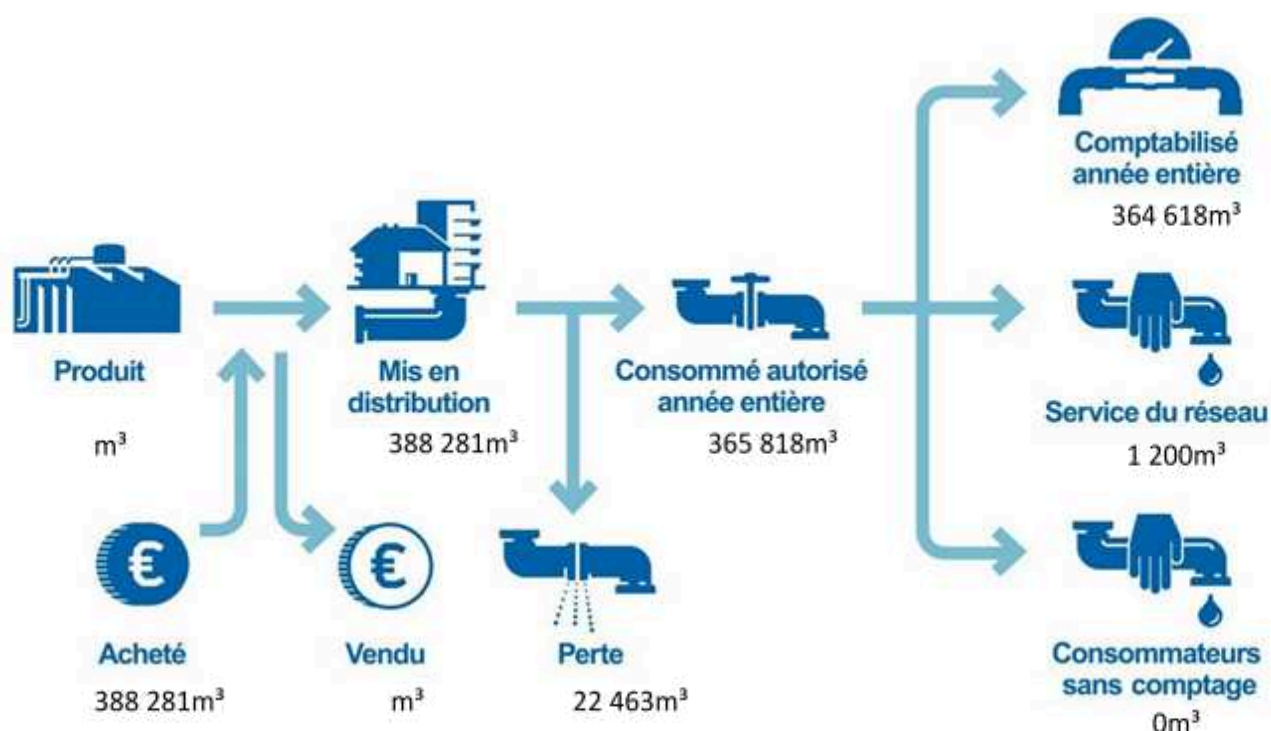 Comptabilisé
année entière
364 618m³
Produit
m³
Mis en
distribution
388 281m³
Consommé autorisé
année entière
365 818m³
Service du réseau
1 200m³
€
Acheté
388 281m³
€
Vendu
m³
Perte
22 463m³
Consommateurs
sans comptage
0m³